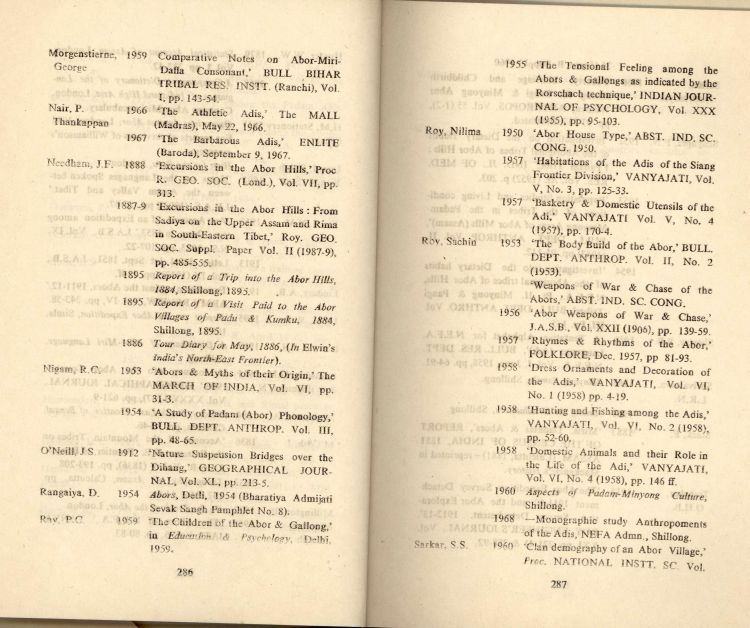 Morgenstierne, 1959 Comparative Notes on Abor-Miri-
George Dafla Consonant,' BULL BIHAR
TRIBAL RES. INSTT. (Ranchi), Vol.
I, pp. 143-54.
Nair, P. 1966 'The Athletic Adis,' The MALL
Thankappan (Madras), May 22, 1966.
1967 'The Barbarous Adis,' ENLITE
(Baroda), September 9, 1967.
Needham, J.F. 1888 'Excursions in the Abor Hills,' Proc
R. GEO. SOC. (Lond.), Vol. VII, pp.
313.
1887-9 'Excursions in the Abor Hills : From
Sadiya on the Upper Assam and Rima
in South-Eastern Tibet,' Roy. GEO.
SOC. Suppl. Paper Vol. II (1987-9),
pp. 485-555.
1895 Report of a Trip into the Abor Hills,
1884, Shillong, 1895.
1895 Report of a Visit Paid to the Abor
Villages of Padu & Kumku, 1884,
Shillong, 1895.
1886 Tour Diary for May, 1886, (In Elwin's
India's North-East Frontier).
Nigam, R.C. 1953 'Abors & Myths of their Origin,' The
MARCH OF INDIA, Vol. VI, pp.
31-3.
1954 'A Study of Padam (Abor) Phonology,'
BULL. DEPT. ANTHROP. Vol. III,
pp. 48-65.
O'Neill, J.S. 1912 'Nature Suspeusion Bridges over the
Dihang,' GEOGRAPHICAL JOUR-
NAL, Vol. XL, pp. 213-5.
Rangaiya, D. 1954 Abors, Delhi, 1954 (Bharatiya Admijati
Sevak Sangh Pamphlet No. 8).
Ray, P.C. 1959 'The Children of the Abor & Gallong,'
in Education & Psychology, Delhi,
1959.
286
1955 'The Tensional Feeling among the
Abors & Gallongs as indicated by the
Rorschach technique,' INDIAN JOUR-
NAL OF PSYCHOLOGY, Vol. XXX
(1955), pp. 95-103.
Roy, Nilima 1950 'Abor House Type,' ABST. IND. SC.
CONG. 1950.
1957 'Habitations of the Adis of the Siang
Frontier Division,' VANYAJATI, Vol.
V, No. 3, pp. 125-33.
1957 'Basketry & Domestic Utensils of the
Adi,' VANYAJATI Vol. V, No. 4
(1957), pp. 170-4.
Roy, Sachin 1953 'The Body Build of the Abor,' BULL.
DEPT. ANTHROP. Vol. II, No. 2
(1953).
'Weapons of War & Chase of the
Abors,' ABST. IND. SC. CONG.
1956 'Abor Weapons of War & Chase,'
J.A.S.B., Vol. XXII (1906), pp. 139-59.
1957 'Rhymes & Rhythms of the Abor,'
FOLKLORE, Dec. 1957, pp 81-93.
1958 'Dress Ornaments and Decoration of
the Adis,' VANYAJATI, Vol. VI,
No. 1 (1958) pp. 4-19.
1958 'Hunting and Fishing among the Adis,'
VANYAJATI, Vol. VI, No. 2 (1958),
pp. 52-60.
1958 'Domestic Animals and their Role in
the Life of the Adi,' VANYAJATI,
Vol. VI, No. 4 (1958), pp. 146 ff.
1960 Aspects of Padam-Minyong Culture,
Shillong.
1968 —Monographic study Anthropoments
of the Adis, NEFA Admn., Shillong.
Sarkar, S.S. 1960 'Clan demography of an Abor Village,'
Proc. NATIONAL INSTT. SC. Vol.
287